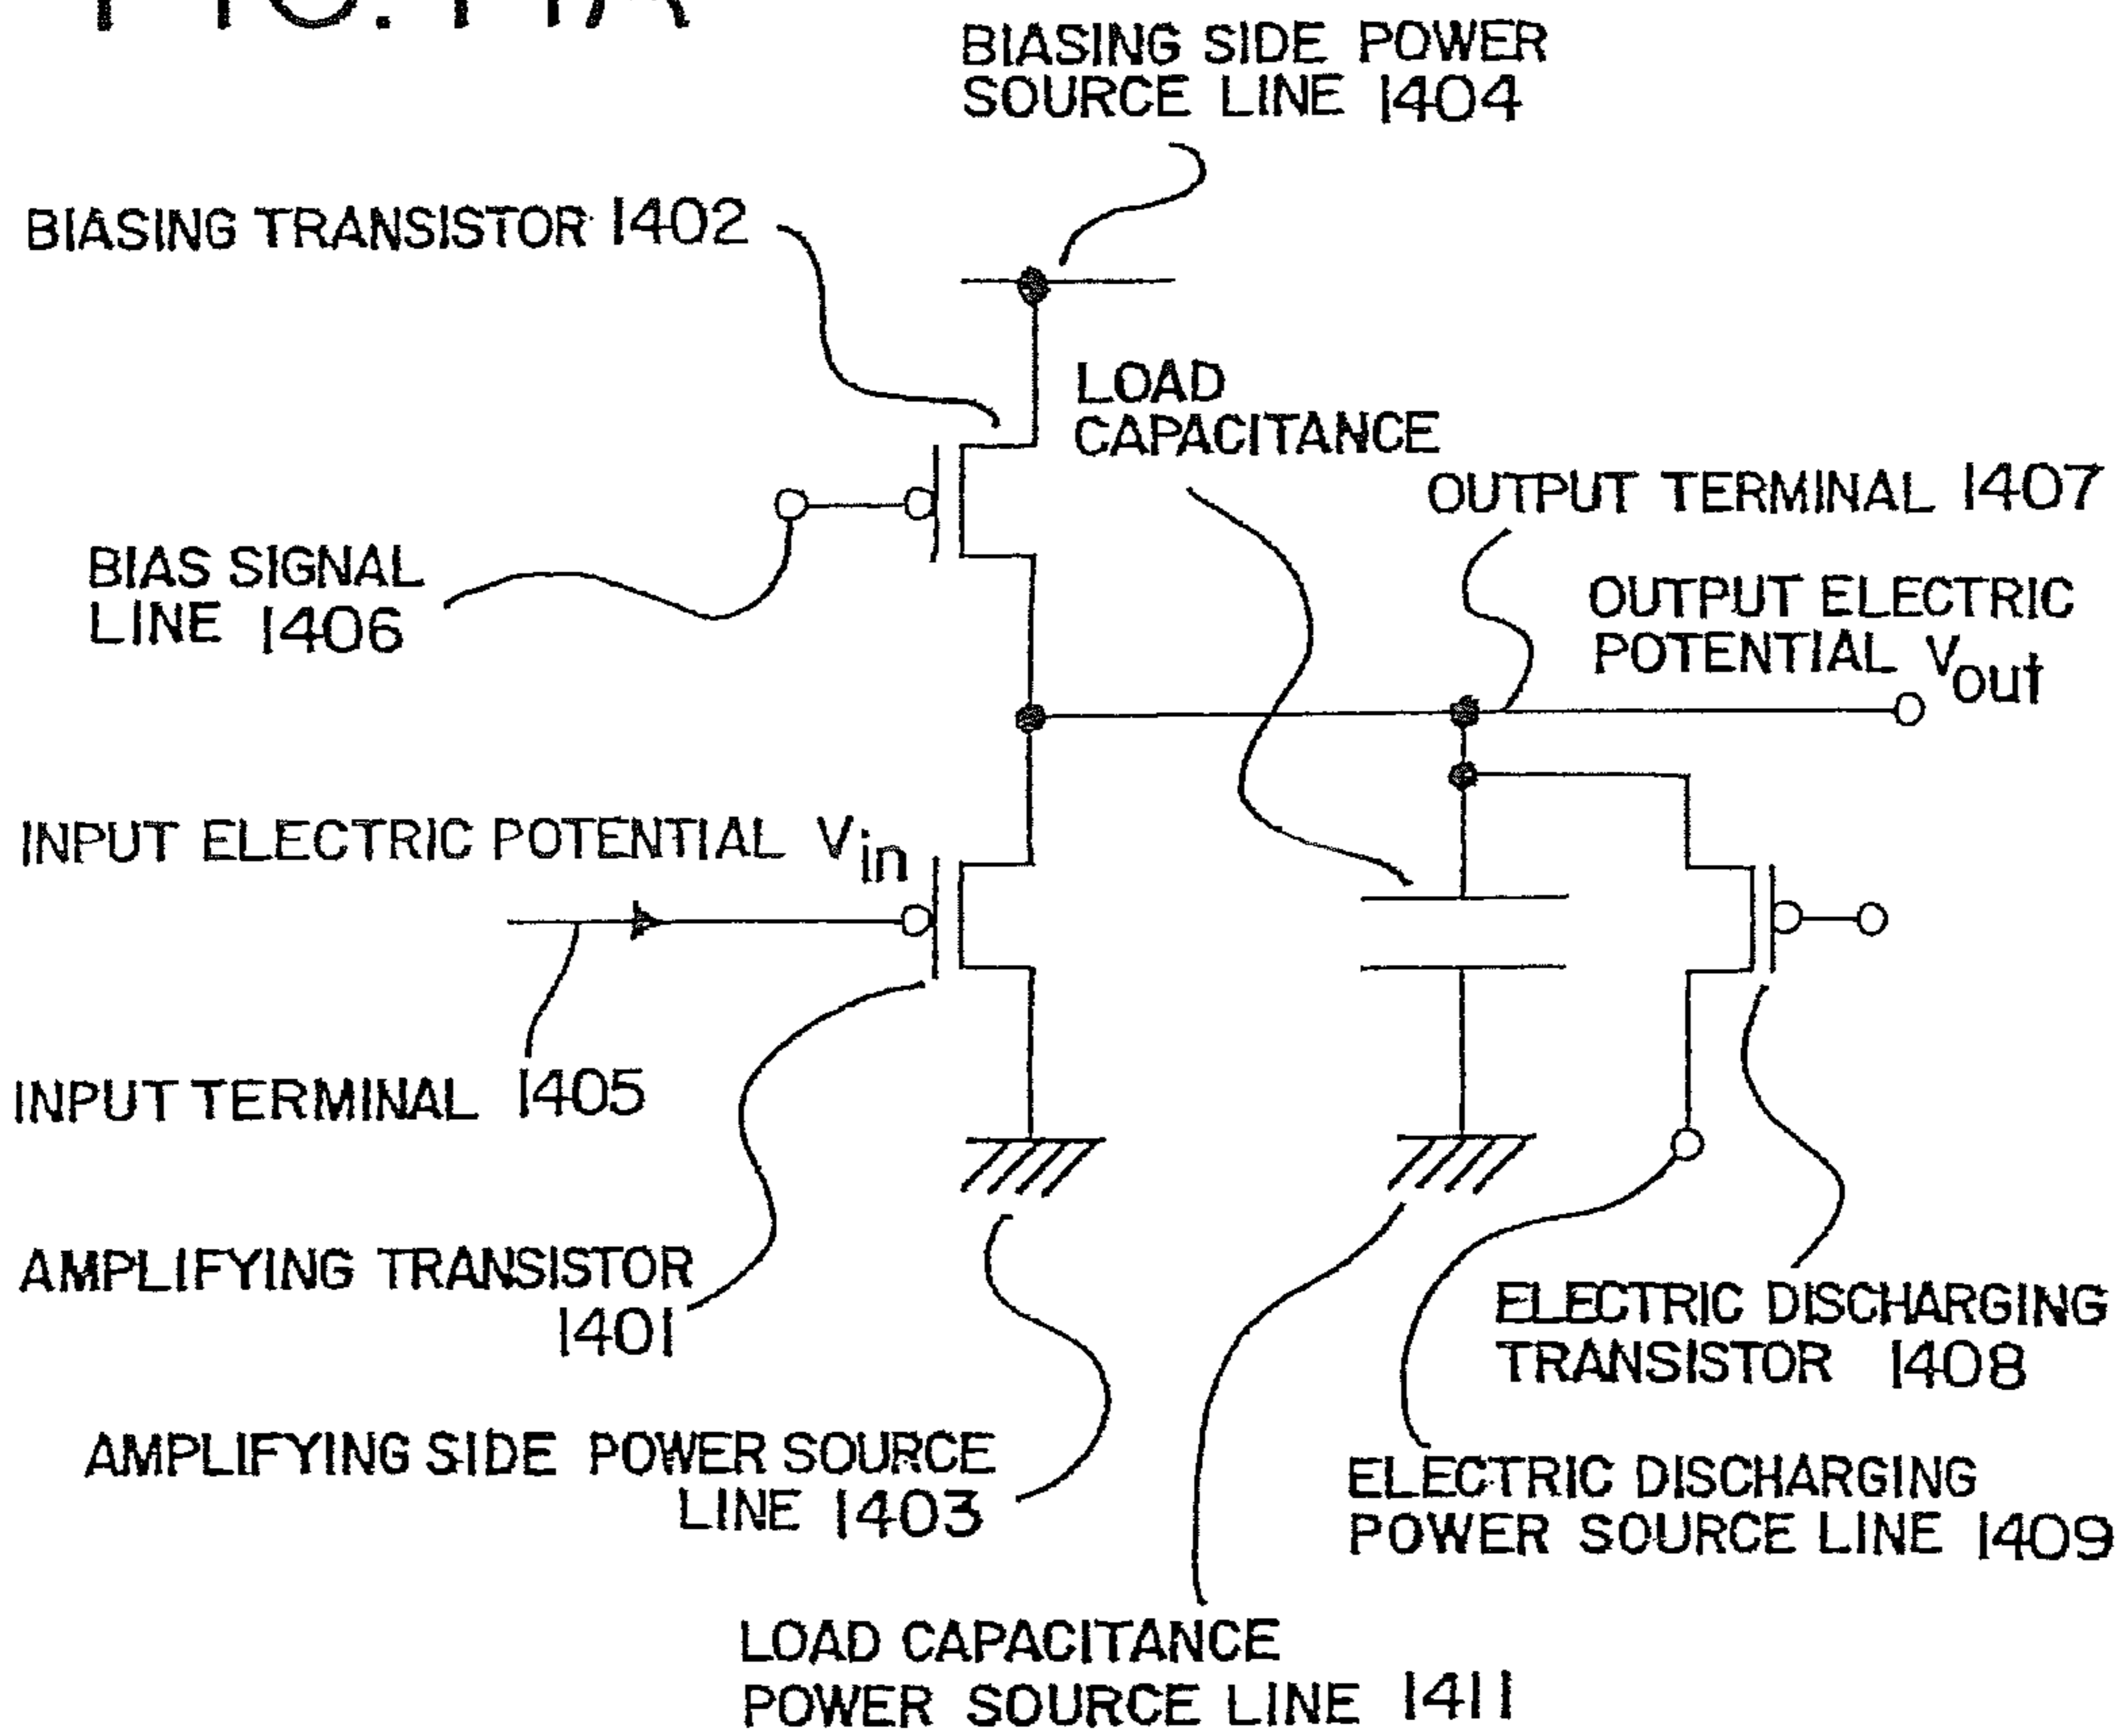 BIASING SIDE POWER
SOURCE LINE 1404
BIASING TRANSISTOR 1402
LOAD
CAPACITANCE
OUTPUT TERMINAL 1407
BIAS SIGNAL
LINE 1406
OUTPUT ELECTRIC
POTENTIAL Vout
INPUT ELECTRIC POTENTIAL Vin
INPUT TERMINAL 1405
AMPLIFYING TRANSISTOR
1401
ELECTRIC DISCHARGING
TRANSISTOR 1408
AMPLIFYING SIDE POWER SOURCE
LINE 1403
ELECTRIC DISCHARGING
POWER SOURCE LINE 1409
LOAD CAPACITANCE
POWER SOURCE LINE 1411